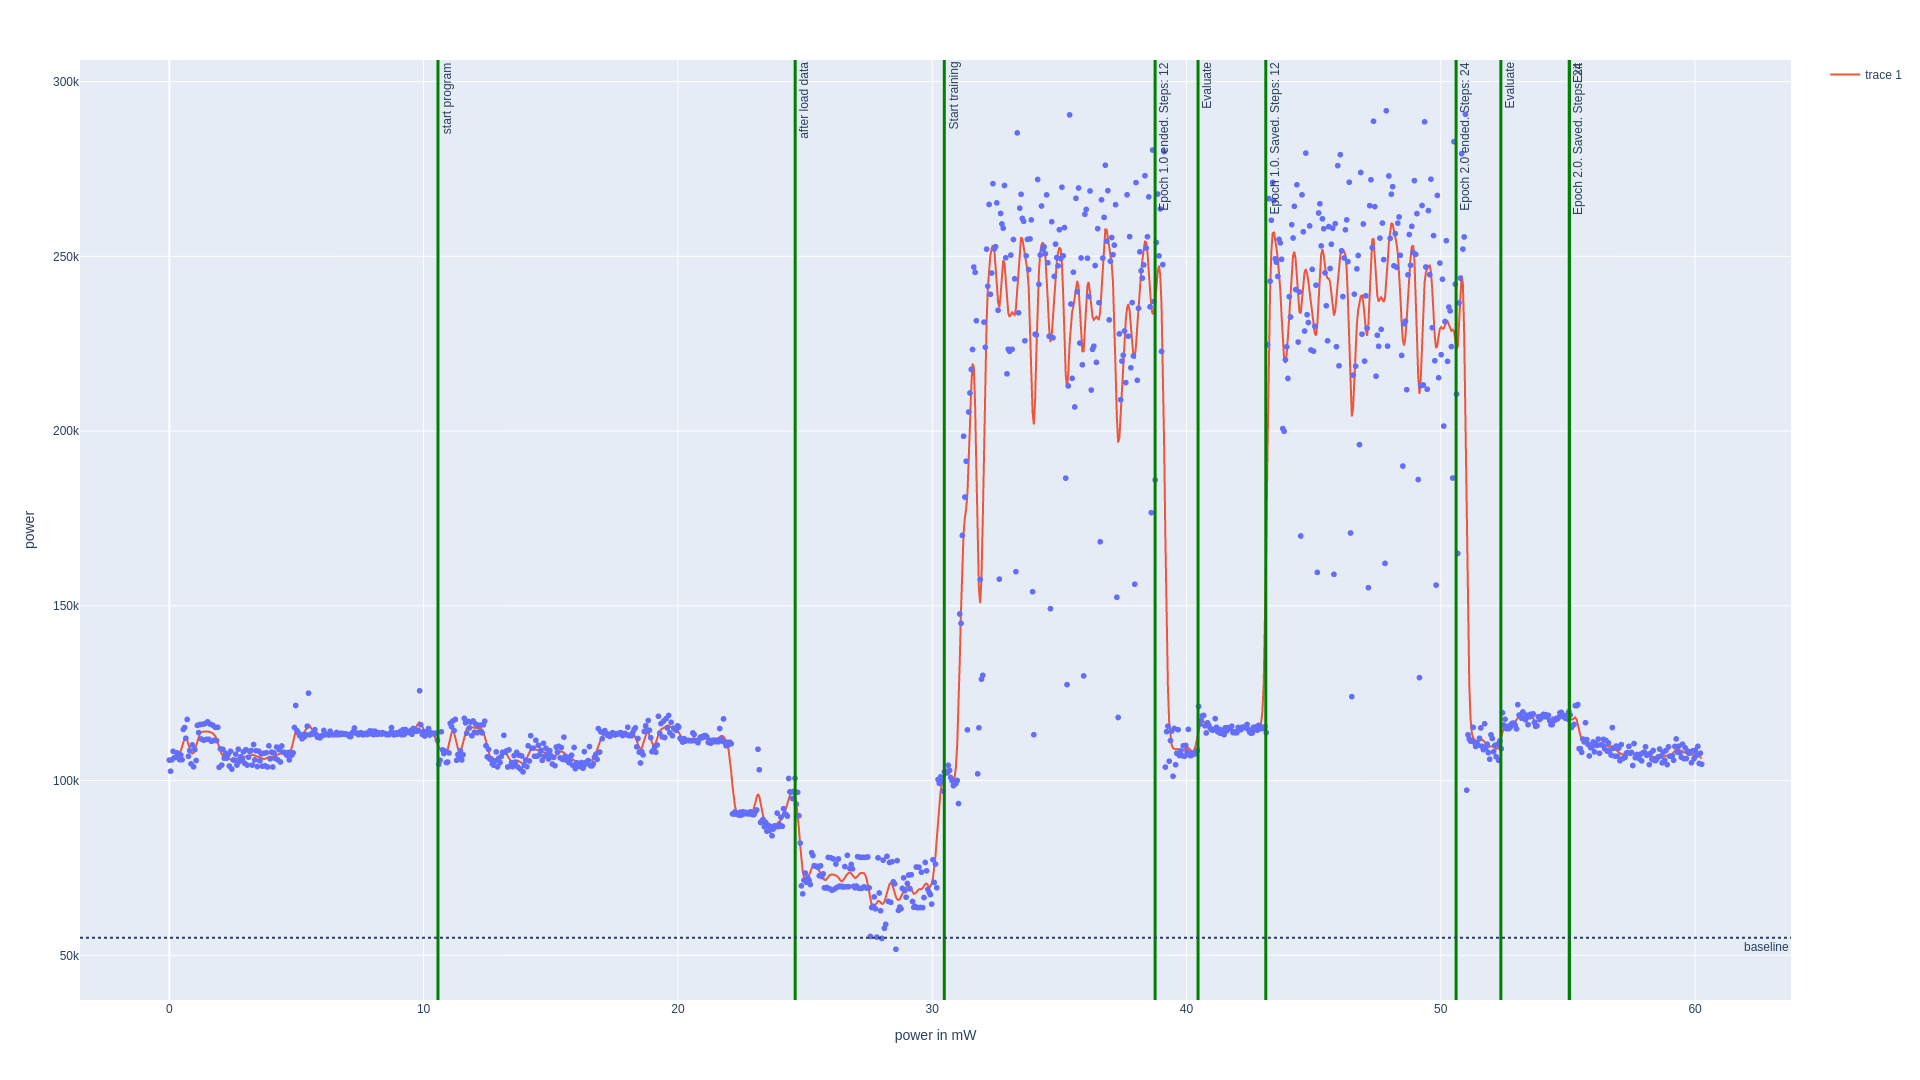 start program
after load data
Start training
Epoch 1.0 ended. Steps: 12
Evaluate
Epoch 1.0. Saved. Steps: 12
Epoch 2.0 ended. Steps: 24
Evaluate
Epoch 2.0. Saved. Steps:
trace 1
300k
250k
200k
150k
100k
50k
power
baseline
0
10
20
30
40
50
60
power in mW